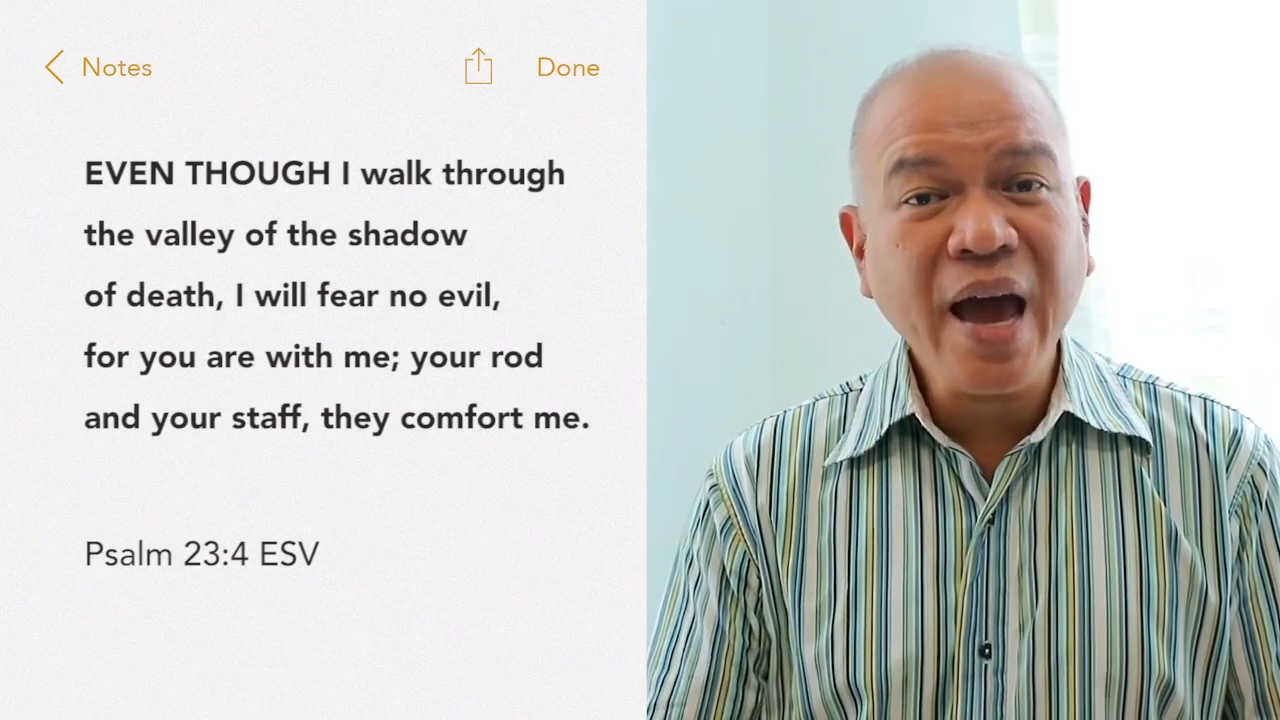 Notes
Done
EVEN THOUGH I walk through
the valley of the shadow
of death, I will fear no evil,
for you are with me; your rod
and your staff, they comfort me.
Psalm 23:4 ESV